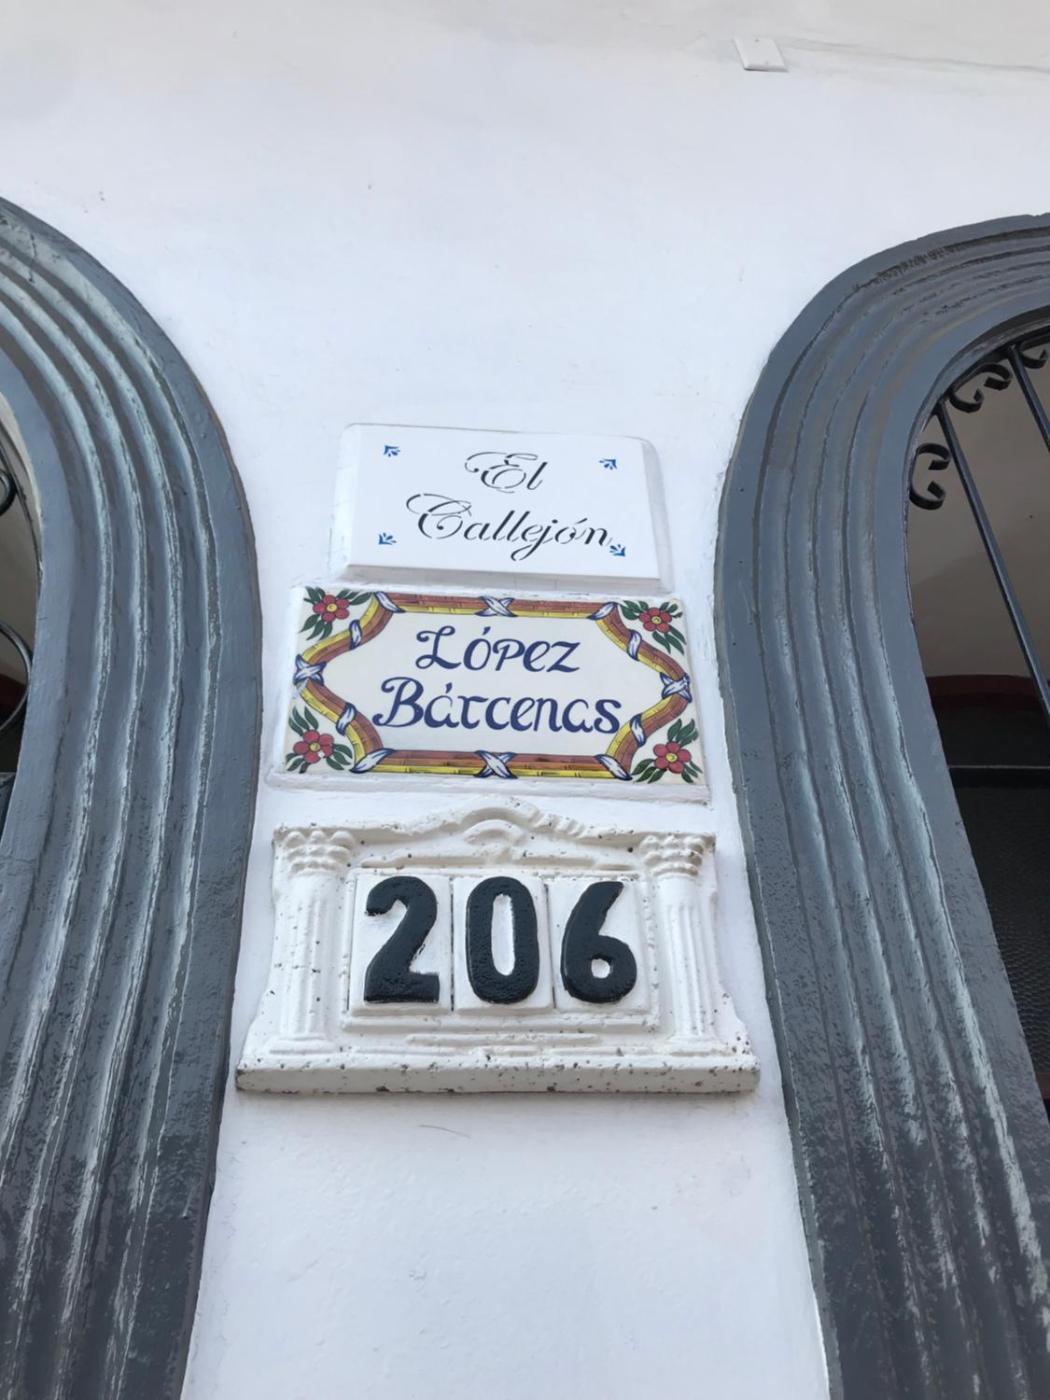 El
Callejón
López
Bárcenas
206